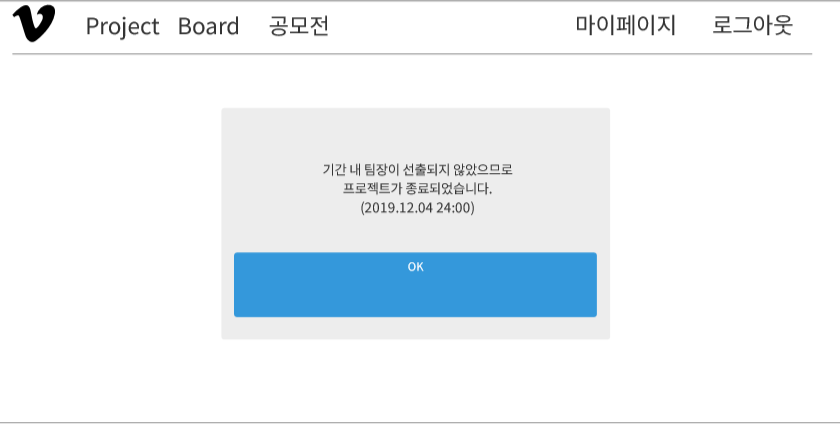 Project Board 공모전 마이페이지 로그아웃
기간 내 팀장이 선출되지 않았으므로
프로젝트가 종료되었습니다.
(2019.12.04 24:00)
OK